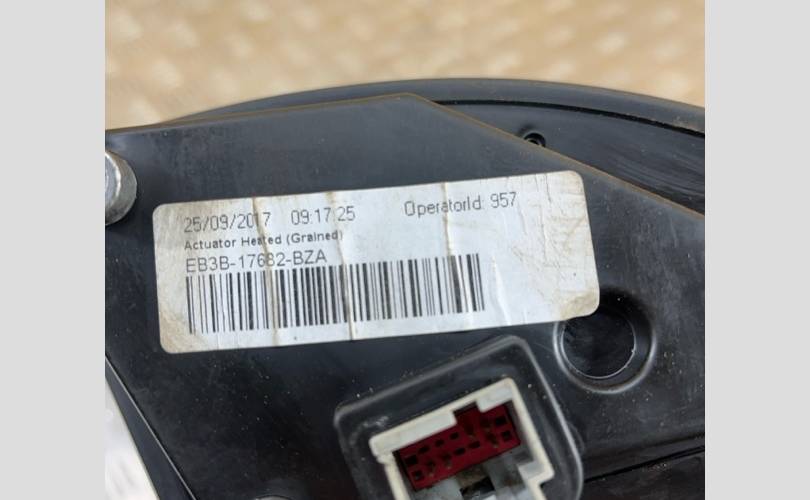 25/09/2017 09:17:25 OperatorId: 957
Actuator Heated (Grained)
EB3B-17682-BZA